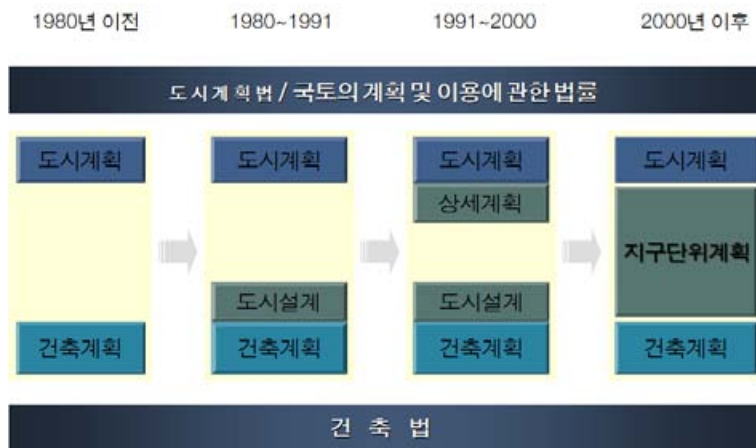 1980년 이전 1980~1991 1991~2000 2000년 이후
도시계획법 / 국토의 계획 및 이용에 관한 법률
도시계획 도시계획 도시계획 도시계획
상세계획
지구단위계획
도시설계 도시설계
건축계획 건축계획 건축계획 건축계획
건 축 법